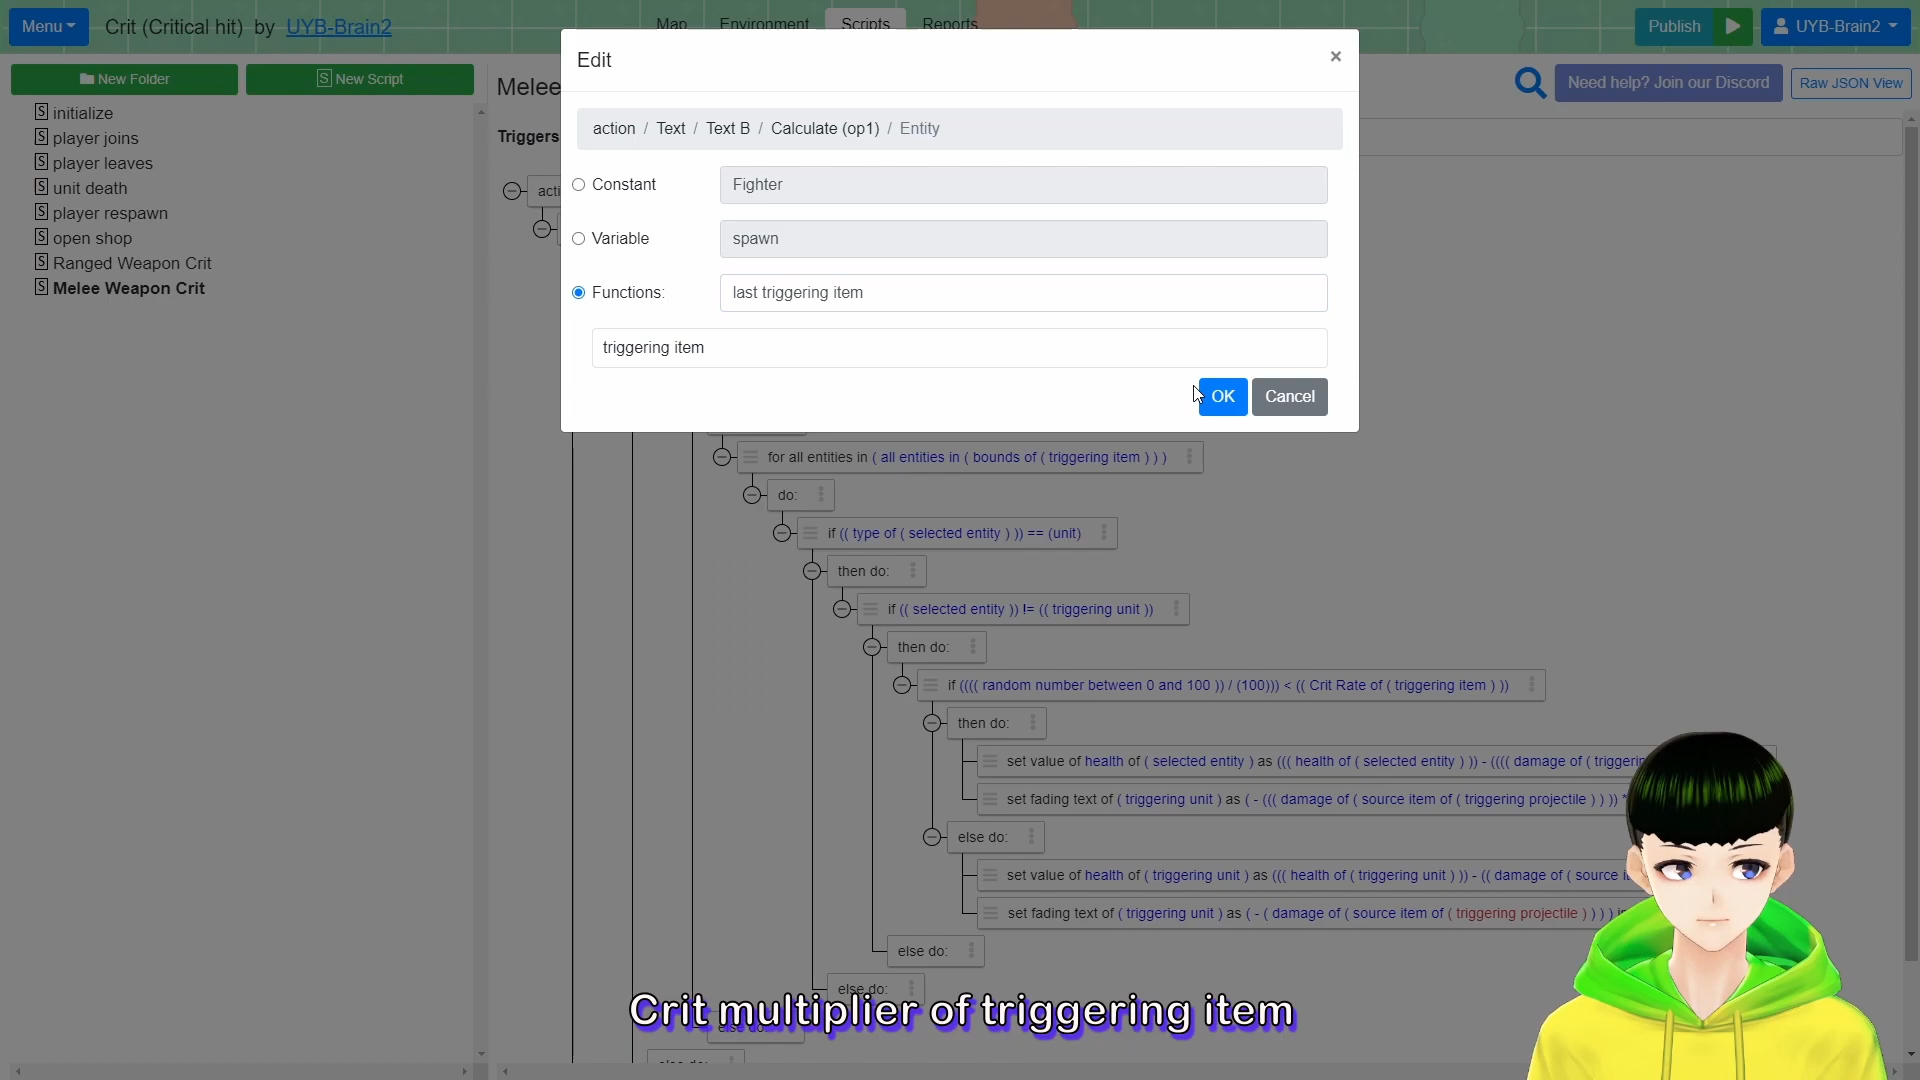 Menu
Crit (Critical hit) by UYB-Brain2
Map
Environment
Scripts
Reports
Publish
UYB-Brain2
New Folder
S New Script
S initialize
S player joins
S player leaves
S unit death
S player respawn
S open shop
S Ranged Weapon Crit
S Melee Weapon Crit
Melee
Need help? Join our Discord
Raw JSON View
Triggers
Edit
×
action / Text / Text B / Calculate (op1) / Entity
Constant
Fighter
Variable
spawn
Functions:
last triggering item
triggering item
OK
Cancel
for all entities in ( all entities in ( bounds of ( triggering item ) ) )
do:
if (( type of ( selected entity ) )) == (unit)
then do:
if (( selected entity )) != (( triggering unit ))
then do:
if (((( random number between 0 and 100 )) / (100))) < (( Crit Rate of ( triggering item ) ))
then do:
set value of health of ( selected entity ) as ((( health of ( selected entity ) )) - (((( damage of ( triggerin
set fading text of ( triggering unit ) as ( - ((( damage of ( source item of ( triggering projectile ) ) ) )) *
else do:
set value of health of ( triggering unit ) as ((( health of ( triggering unit ) )) - (( damage of ( source i
set fading text of ( triggering unit ) as ( - ( damage of ( source item of ( triggering projectile ) ) ) ) i
else do:
else do:
Crit multiplier of triggering item
else do:
else do: